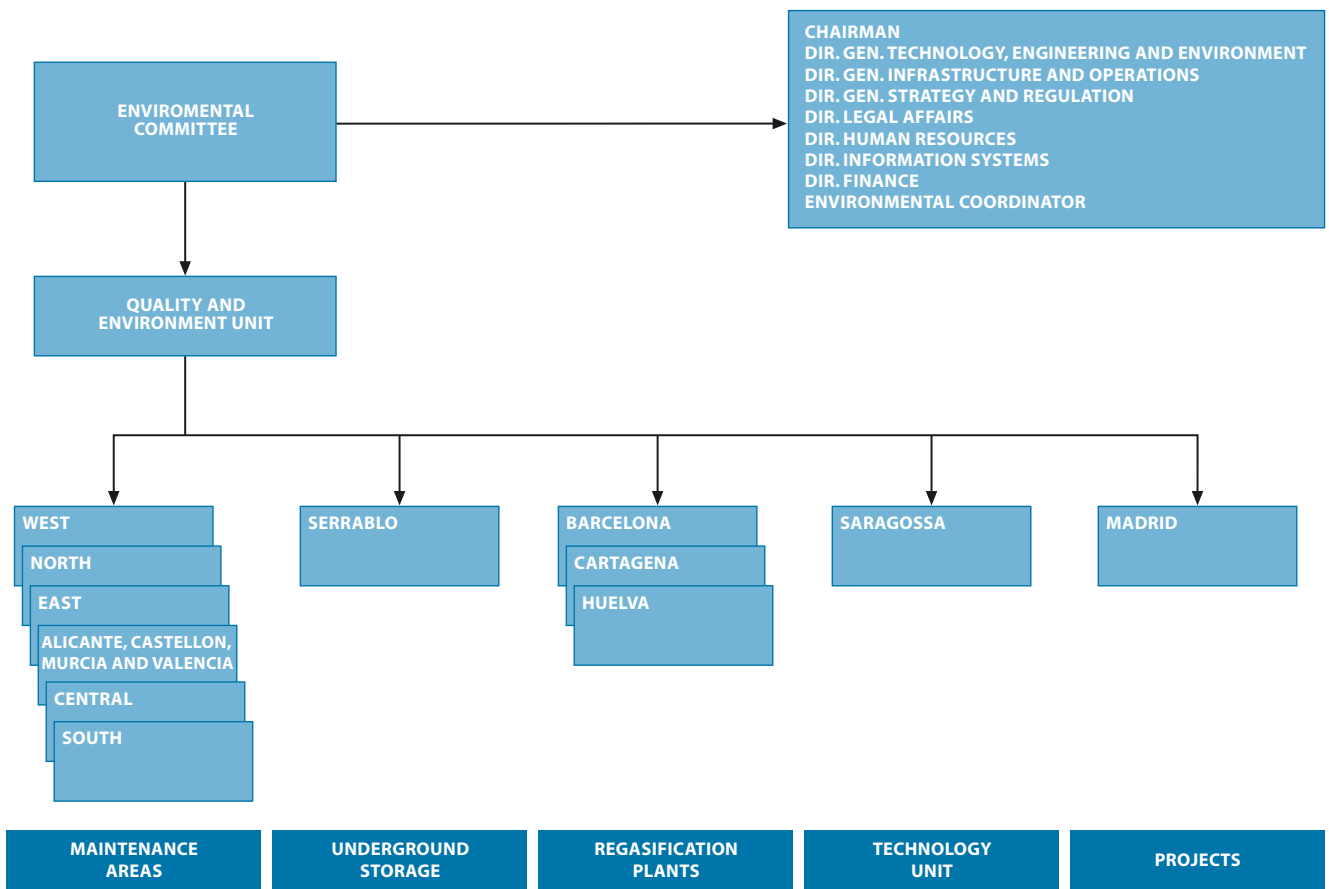 ENVIROMENTAL
COMMITTEE
CHAIRMAN
DIR. GEN. TECHNOLOGY, ENGINEERING AND ENVIRONMENT
DIR. GEN. INFRASTRUCTURE AND OPERATIONS
DIR. GEN. STRATEGY AND REGULATION
DIR. LEGAL AFFAIRS
DIR. HUMAN RESOURCES
DIR. INFORMATION SYSTEMS
DIR. FINANCE
ENVIRONMENTAL COORDINATOR
QUALITY AND
ENVIRONMENT UNIT
WEST
NORTH
EAST
ALICANTE, CASTELLON,
MURCIA AND VALENCIA
CENTRAL
SOUTH
SERRABLO
BARCELONA
CARTAGENA
HUELVA
SARAGOSSA
MADRID
MAINTENANCE
AREAS
UNDERGROUND
STORAGE
REGASIFICATION
PLANTS
TECHNOLOGY
UNIT
PROJECTS